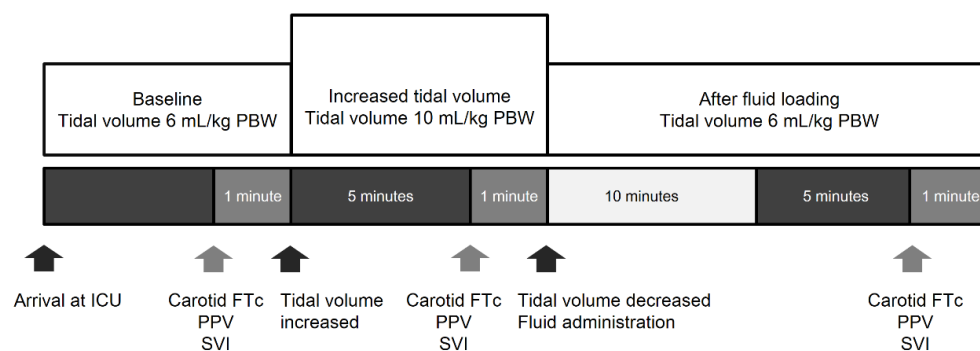 Baseline
Tidal volume 6 mL/kg PBW
Increased tidal volume
Tidal volume 10 mL/kg PBW
After fluid loading
Tidal volume 6 mL/kg PBW
1 minute
5 minutes
1 minute
10 minutes
5 minutes
1 minute
Arrival at ICU
Carotid FTc
PPV
SVI
Tidal volume
increased
Carotid FTc
PPV
SVI
Tidal volume decreased
Fluid administration
Carotid FTc
PPV
SVI